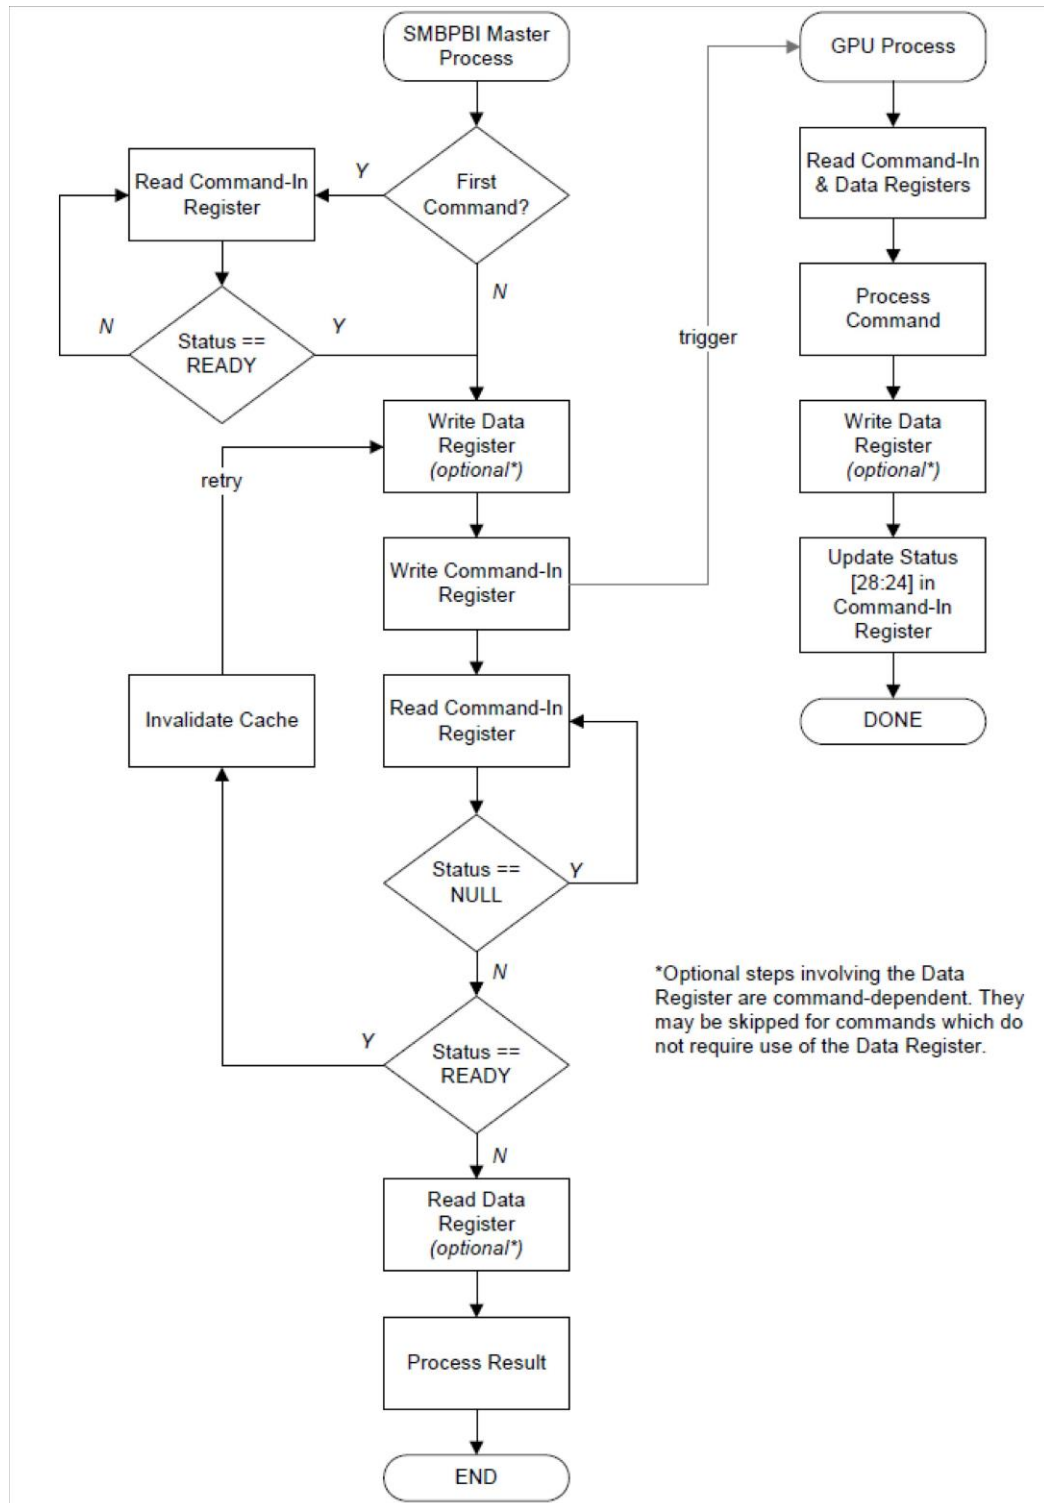 SMBPBI Master
Process
GPU Process
Read Command-In
Register
Y
First
Command?
Read Command-In
& Data Registers
N
Status ==
READY
Y
N
trigger
Process
Command
Write Data
Register
(optional*)
retry
Write Data
Register
(optional*)
Write Command-In
Register
Update Status
[28:24] in
Command-In
Register
Invalidate Cache
Read Command-In
Register
DONE
Status ==
NULL
Y
N
*Optional steps involving the Data
Register are command-dependent. They
may be skipped for commands which do
not require use of the Data Register.
Y
Status ==
READY
N
Read Data
Register
(optional*)
Process Result
END